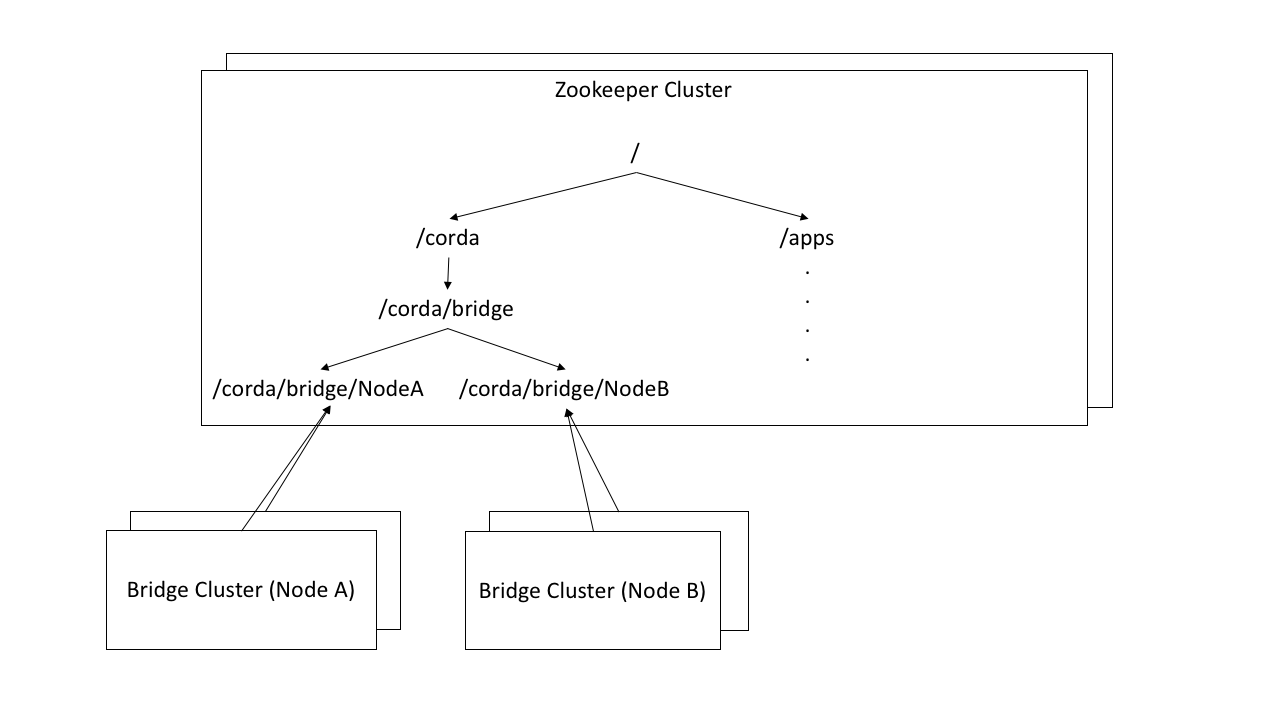 Zookeeper Cluster
/
/corda
/apps
.
.
.
.
/corda/bridge
/corda/bridge/NodeA
/corda/bridge/NodeB
Bridge Cluster (Node A)
Bridge Cluster (Node B)